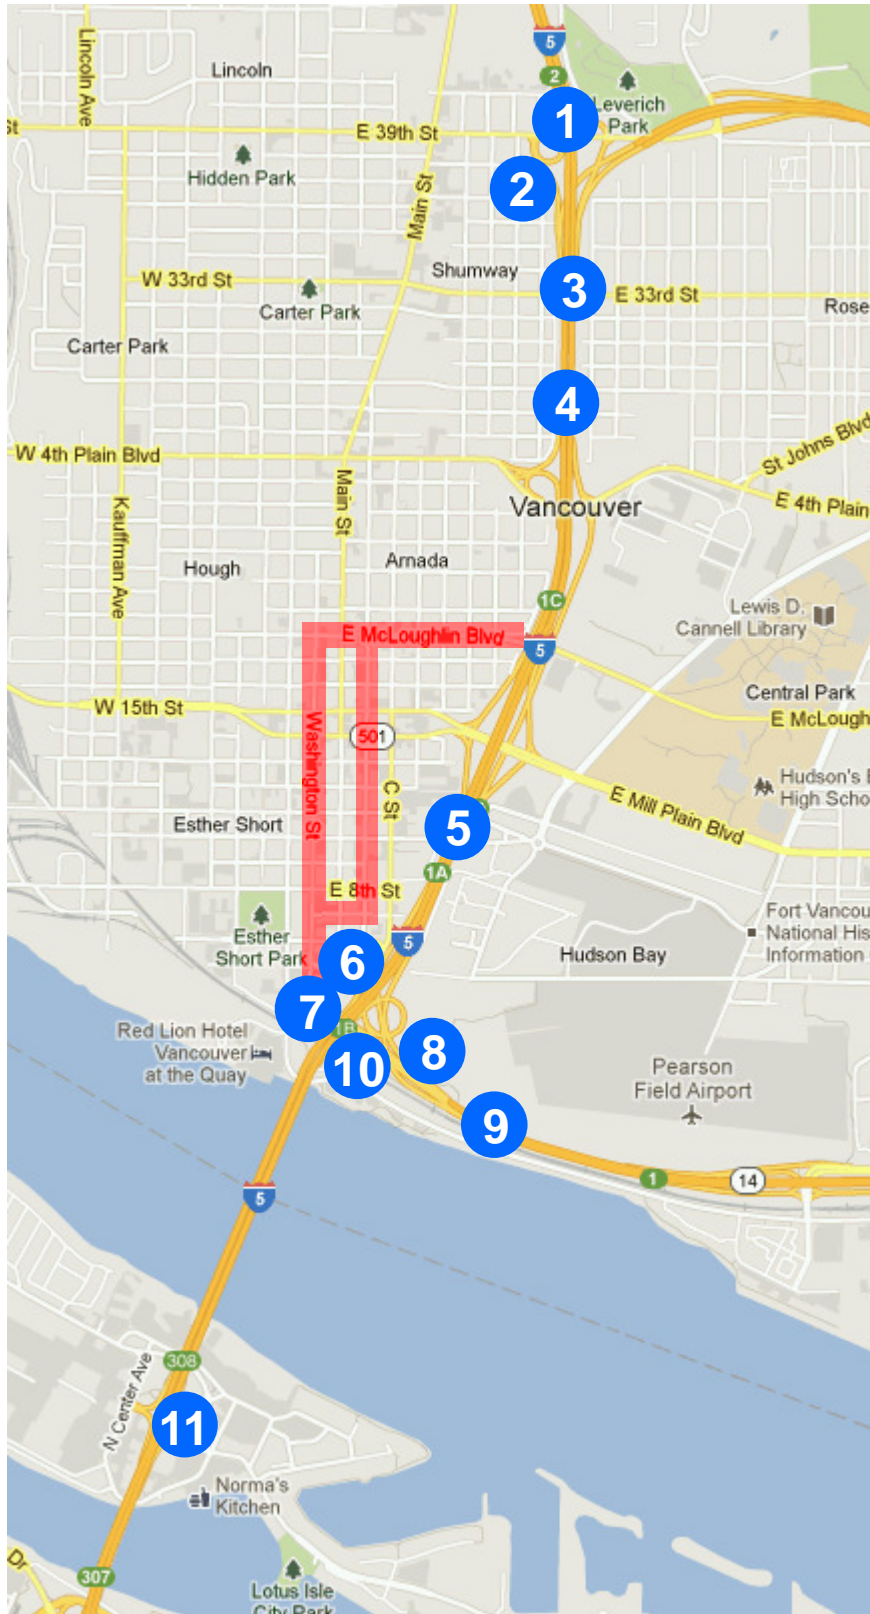 Lincoln Ave
Lincoln
5
2
Leverich
Park
1
St
E 39th St
Hidden Park
2
Main St
W 33rd St
Shumway
3
E 33rd St
Carter Park
Rose
Carter Park
4
W 4th Plain Blvd
St Johns Blvd
Main St
E 4th Plain
Vancouver
Kauffman Ave
Hough
Arnada
1C
Lewis D.
Cannell Library
E McLoughlin Blvd
5
Central Park
W 15th St
E McLough
501
Washington St
Hudson's B
High Scho
C St
E Mill Plain Blvd
Esther Short
5
1A
E 8th St
Fort Vancou
National His
Information
Esther
Short Park
5
6
Hudson Bay
7
1B
Red Lion Hotel
Vancouver
at the Quay
8
10
Pearson
Field Airport
9
1
14
5
308
N Center Ave
11
Norma's
Kitchen
Dr
307
Lotus Isle
City Park